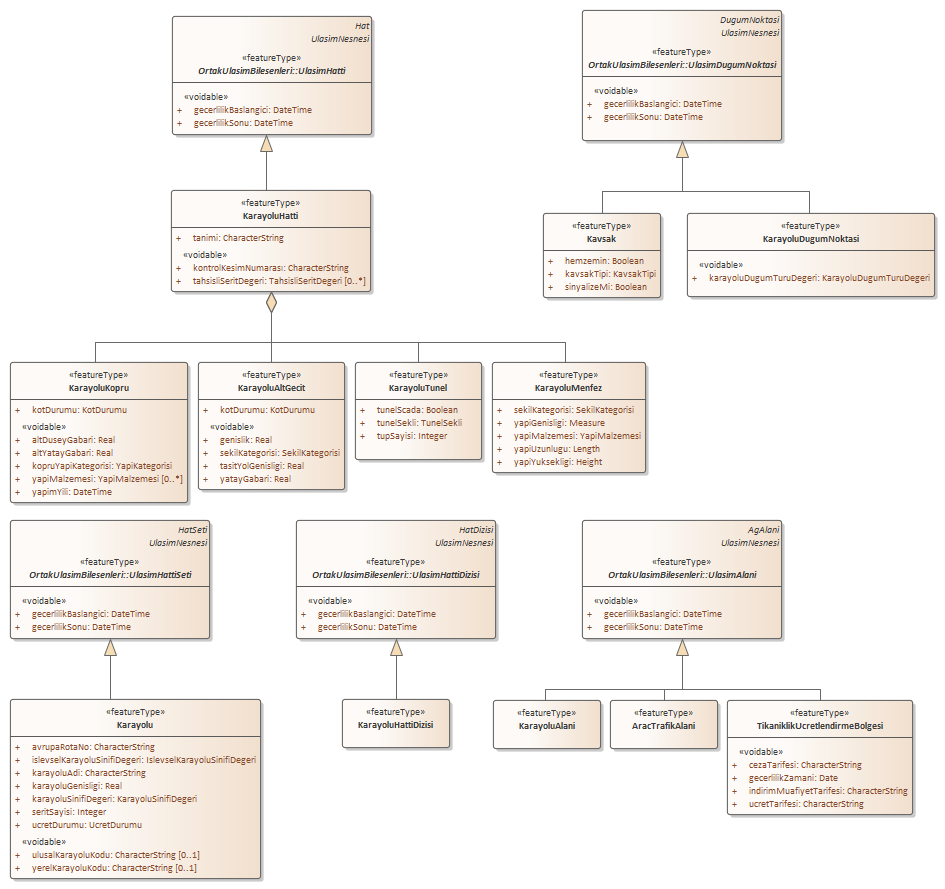 Hat
UlasimNesnesi
«featureType»
OrtakUlasimBilesenleri::UlasimHatti
«voidable»
+ gecerlilikBaslangici: DateTime
+ gecerlilikSonu: DateTime
DugumNoktasi
UlasimNesnesi
«featureType»
OrtakUlasimBilesenleri::UlasimDugumNoktasi
«voidable»
+ gecerlilikBaslangici: DateTime
+ gecerlilikSonu: DateTime
«featureType»
KarayoluHatti
+ tanimi: CharacterString
«voidable»
+ kontrolKesimNumarası: CharacterString
+ tahsisliSeritDegeri: TahsisliSeritDegeri [0..*]
«featureType»
Kavsak
+ hemzemin: Boolean
+ kavsakTipi: KavsakTipi
+ sinyalizeMi: Boolean
«featureType»
KarayoluDugumNoktasi
«voidable»
+ karayoluDugumTuruDegeri: KarayoluDugumTuruDegeri
«featureType»
KarayoluKopru
+ kotDurumu: KotDurumu
«voidable»
+ altDuseyGabari: Real
+ altYatayGabari: Real
+ kopruYapiKategorisi: YapiKategorisi
+ yapiMalzemesi: YapiMalzemesi [0..*]
+ yapimYili: DateTime
«featureType»
KarayoluAltGecit
+ kotDurumu: KotDurumu
«voidable»
+ genislik: Real
+ sekilKategorisi: SekilKategorisi
+ tasitYolGenisligi: Real
+ yatayGabari: Real
«featureType»
KarayoluTunel
+ tunelScada: Boolean
+ tunelSekli: TunelSekli
+ tupSayisi: Integer
«featureType»
KarayoluMenfez
+ sekilKategorisi: SekilKategorisi
+ yapiGenisligi: Measure
+ yapiMalzemesi: YapiMalzemesi
+ yapiUzunlugu: Length
+ yapiYuksekligi: Height
HatSeti
UlasimNesnesi
«featureType»
OrtakUlasimBilesenleri::UlasimHattiSeti
«voidable»
+ gecerlilikBaslangici: DateTime
+ gecerlilikSonu: DateTime
HatDizisi
UlasimNesnesi
«featureType»
OrtakUlasimBilesenleri::UlasimHattiDizisi
«voidable»
+ gecerlilikBaslangici: DateTime
+ gecerlilikSonu: DateTime
AgAlani
UlasimNesnesi
«featureType»
OrtakUlasimBilesenleri::UlasimAlani
«voidable»
+ gecerlilikBaslangici: DateTime
+ gecerlilikSonu: DateTime
«featureType»
Karayolu
+ avrupaRotaNo: CharacterString
+ islevselKarayoluSinifiDegeri: IslevselKarayoluSinifiDegeri
+ karayoluAdi: CharacterString
+ karayoluGenisligi: Real
+ karayoluSinifiDegeri: KarayoluSinifiDegeri
+ seritSayisi: Integer
+ ucretDurumu: UcretDurumu
«voidable»
+ ulusalKarayoluKodu: CharacterString [0..1]
+ yerelKarayoluKodu: CharacterString [0..1]
«featureType»
KarayoluHattiDizisi
«featureType»
KarayoluAlani
«featureType»
AracTrafikAlani
«featureType»
TikaniklikUcretlendirmeBolgesi
«voidable»
+ cezaTarifesi: CharacterString
+ gecerlilikZamani: Date
+ indirimMuafiyetTarifesi: CharacterString
+ ucretTarifesi: CharacterString